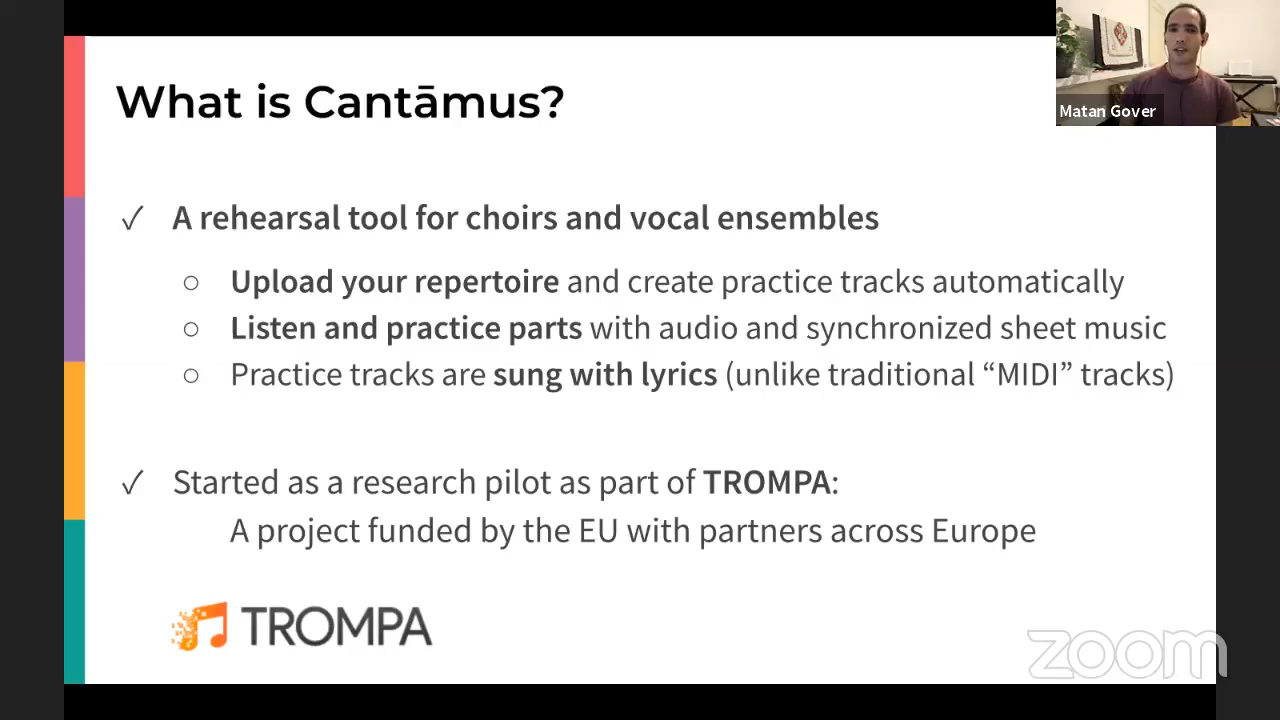 What is Cantāmus?
Matan Gover
✓ A rehearsal tool for choirs and vocal ensembles
○ Upload your repertoire and create practice tracks automatically
○ Listen and practice parts with audio and synchronized sheet music
○ Practice tracks are sung with lyrics (unlike traditional “MIDI” tracks)
✓ Started as a research pilot as part of TROMPA:
A project funded by the EU with partners across Europe
TROMPA
zoom